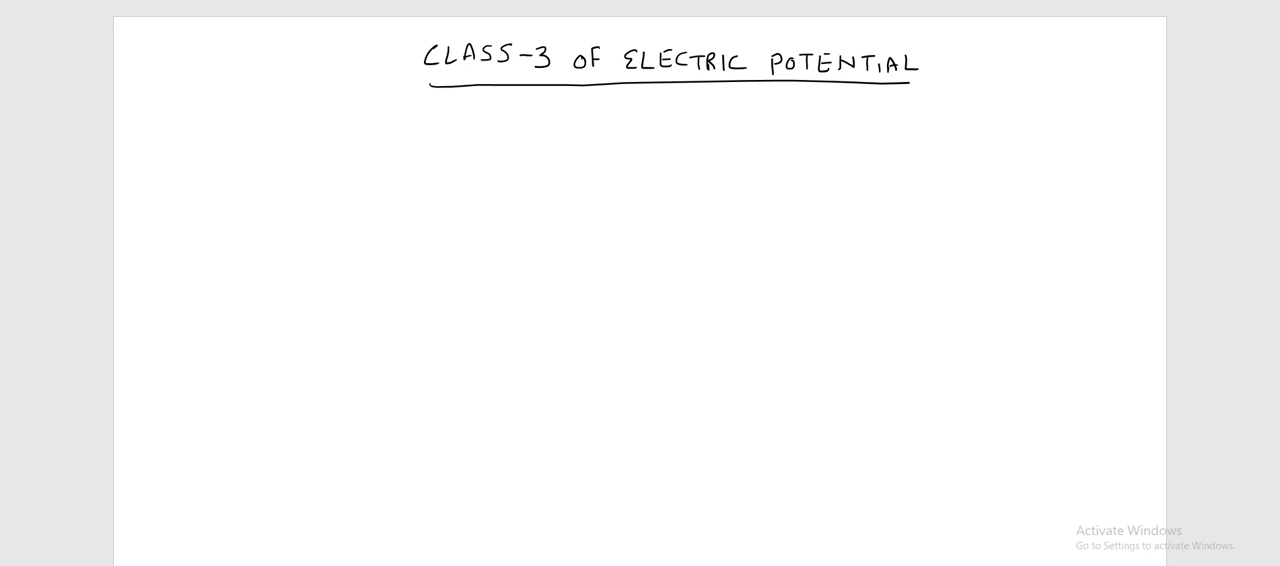 CLASS-3 OF ELECTRIC POTENTIAL
Activate Windows
Go to Settings to activate Windows.